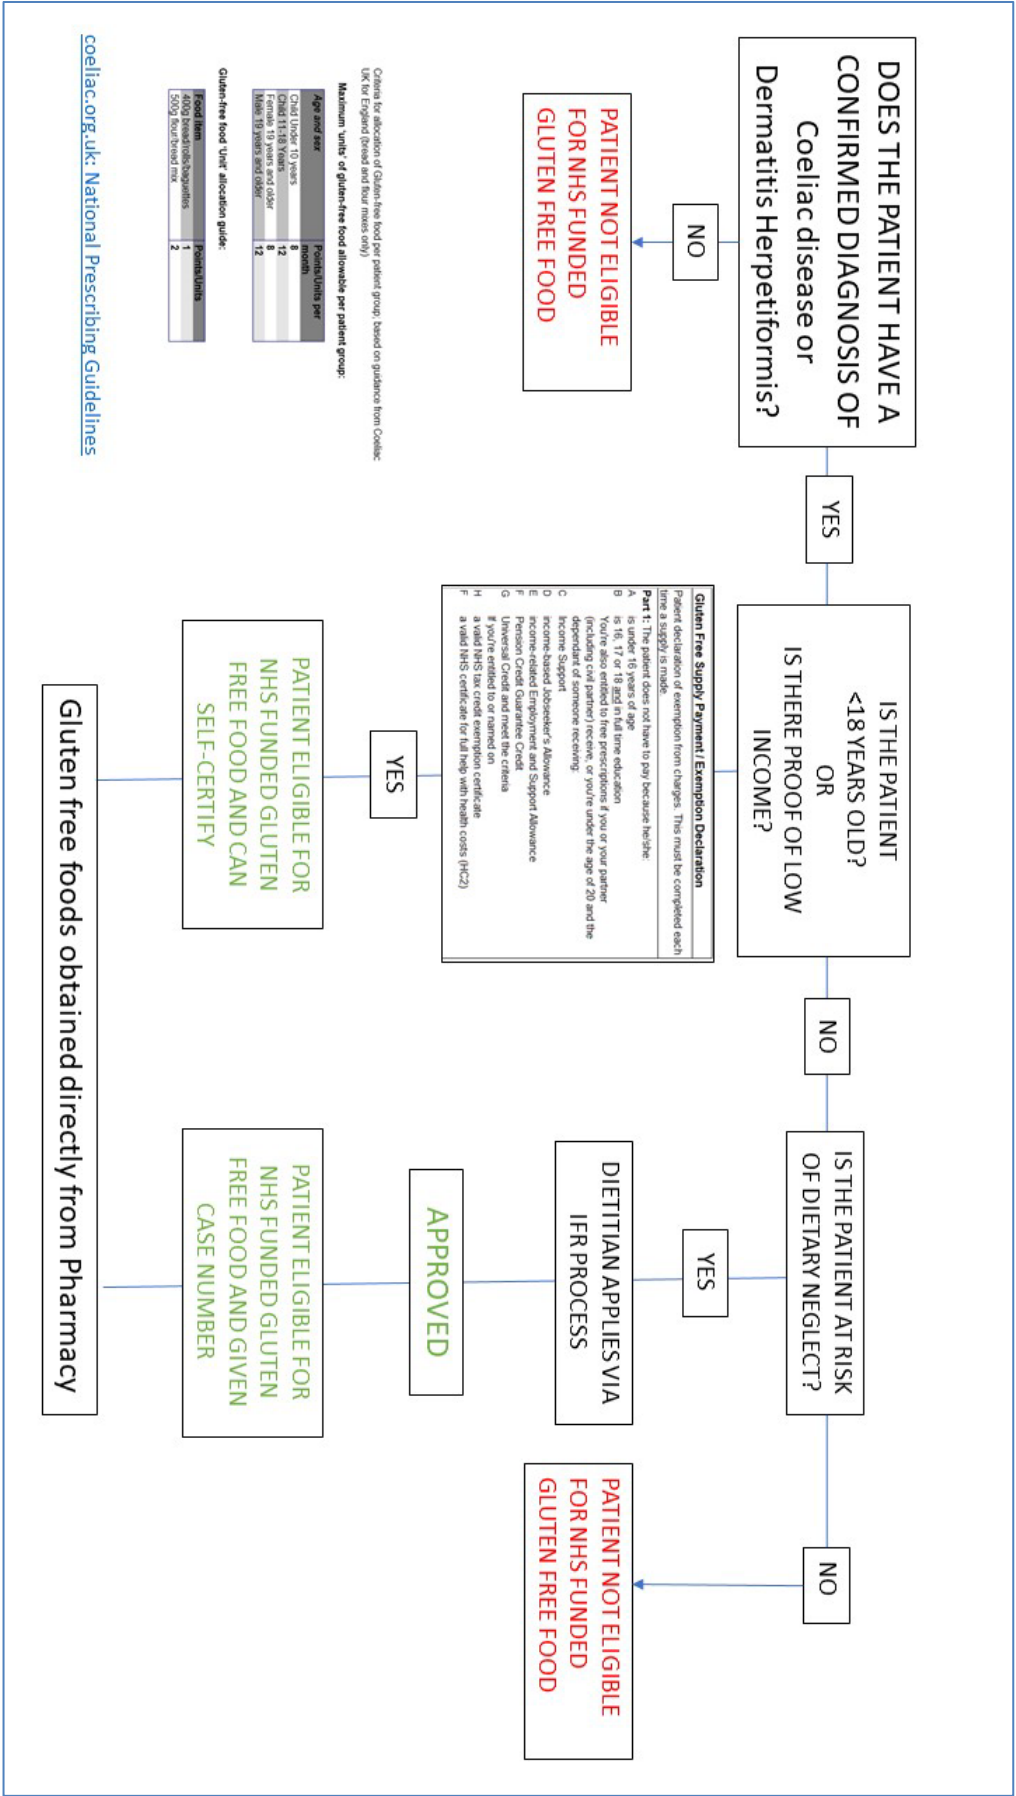 DOES THE PATIENT HAVE A
CONFIRMED DIAGNOSIS OF
Coeliac disease or
Dermatitis Herpetiformis?
YES
IS THE PATIENT
<18 YEARS OLD?
OR
IS THERE PROOF OF LOW
INCOME?
NO
IS THE PATIENT AT RISK
OF DIETARY NEGLECT?
NO
NO
PATIENT NOT ELIGIBLE
FOR NHS FUNDED
GLUTEN FREE FOOD
Gluten Free Supply Payment / Exemption Declaration
Patient declaration of exemption from charges. This must be completed each
time a supply is made.
Part 1: The patient does not have to pay because he/she:
A is under 16 years of age
B is 16, 17 or 18 and in full time education
You're also entitled to free prescriptions if you or your partner
(including civil partner) receive, or you're under the age of 20 and the
dependant of someone receiving:
C Income Support
D income-based Jobseeker's Allowance
E income-related Employment and Support Allowance
F Pension Credit Guarantee Credit
G Universal Credit and meet the criteria
If you're entitled to or named on
H a valid NHS tax credit exemption certificate
F a valid NHS certificate for full help with health costs (HC2)
YES
DIETITIAN APPLIES VIA
IFR PROCESS
PATIENT NOT ELIGIBLE
FOR NHS FUNDED
GLUTEN FREE FOOD
Criteria for allocation of Gluten-free food per patient group, based on guidance from Coeliac
UK for England (bread and flour mixes only)
Maximum 'units' of gluten-free food allowable per patient group:
Age and sex Points/Units per
month
Child Under 10 years 8
Child 11-18 Years 12
Female 19 years and older 8
Male 19 years and older 12
Gluten-free food 'Unit' allocation guide:
Food item Points/Units
400g bread/rolls/baguettes 1
500g flour/bread mix 2
coeliac.org.uk: National Prescribing Guidelines
YES
PATIENT ELIGIBLE FOR
NHS FUNDED GLUTEN
FREE FOOD AND CAN
SELF-CERTIFY
APPROVED
PATIENT ELIGIBLE FOR
NHS FUNDED GLUTEN
FREE FOOD AND GIVEN
CASE NUMBER
Gluten free foods obtained directly from Pharmacy